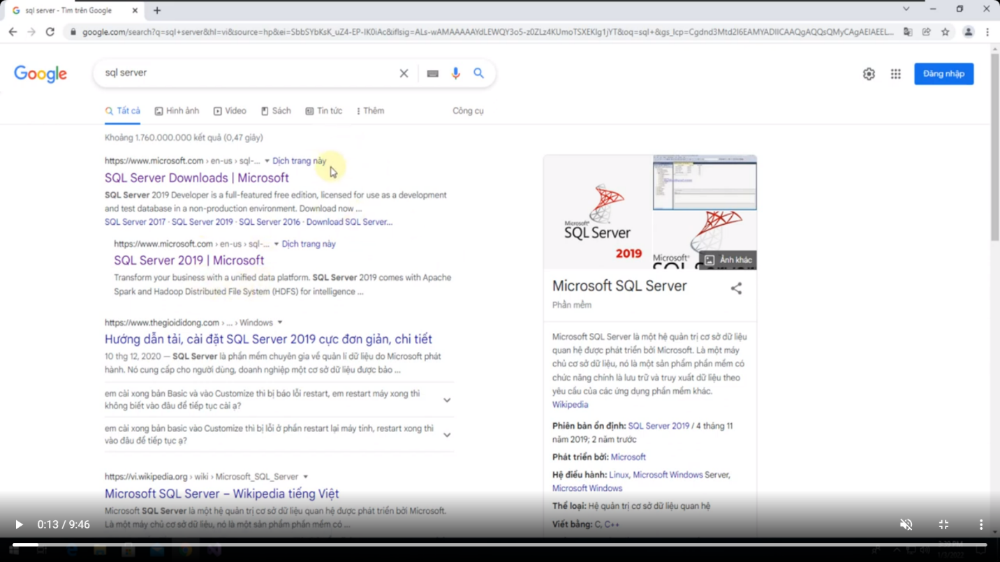 sql server - Tìm trên Google
google.com/search?q=sql+server&hl=vi&source=hp&ei=SbbSYbKsK_uZ4-EP-IK0iAc&iflsig=ALs-wAMAAAAAYdLEWQY3o5-z0ZLz4KUmoTSXEKlg1jYT&oq=sql+&gs_lcp=Cgdnd3Mtd2l6EAMYADIICAAQgAQQsQMyCAgAEIAEEL...
Google
sql server
Đăng nhập
Tất cả
Hình ảnh
Video
Sách
Tin tức
Thêm
Công cụ
Khoảng 1.760.000.000 kết quả (0,47 giây)
https://www.microsoft.com › en-us › sql-... Dịch trang này
SQL Server Downloads | Microsoft
SQL Server 2019 Developer is a full-featured free edition, licensed for use as a development
and test database in a non-production environment. Download now ...
SQL Server 2017 · SQL Server 2019 · SQL Server 2016 · Download SQL Server...
https://www.microsoft.com › en-us › sql-... Dịch trang này
SQL Server 2019 | Microsoft
Transform your business with a unified data platform. SQL Server 2019 comes with Apache
Spark and Hadoop Distributed File System (HDFS) for intelligence ...
https://www.thegioididong.com › ... › Windows
Hướng dẫn tải, cài đặt SQL Server 2019 cực đơn giản, chi tiết
10 thg 12, 2020 — SQL Server là phần mềm chuyên gia về quản lí dữ liệu do Microsoft phát
hành. Nó cung cấp cho người dùng, doanh nghiệp một cơ sở dữ liệu được bảo ...
em cài xong bản Basic và vào Customize thì bị báo lỗi restart, em restart máy xong thì
không biết vào đâu để tiếp tục cài ạ?
em cài xong bản basic vào Customize thì bị lỗi ở phần restart lại máy tính, restart xong thì
vào đâu để tiếp tục ạ?
https://vi.wikipedia.org › wiki › Microsoft_SQL_Server
Microsoft SQL Server – Wikipedia tiếng Việt
Microsoft SQL Server là một hệ quản trị cơ sở dữ liệu quan hệ được phát triển bởi Microsoft.
Là một máy chủ cơ sở dữ liệu, nó là một sản phẩm phần mềm có ...
Microsoft
SQL Server
2019
Microsoft
Ảnh khác
Microsoft SQL Server
Phần mềm
Microsoft SQL Server là một hệ quản trị cơ sở dữ liệu
quan hệ được phát triển bởi Microsoft. Là một máy
chủ cơ sở dữ liệu, nó là một sản phẩm phần mềm có
chức năng chính là lưu trữ và truy xuất dữ liệu theo
yêu cầu của các ứng dụng phần mềm khác.
Wikipedia
Phiên bản ổn định: SQL Server 2019 / 4 tháng 11
năm 2019; 2 năm trước
Phát triển bởi: Microsoft
Hệ điều hành: Linux, Microsoft Windows Server,
Microsoft Windows
Thể loại: Hệ quản trị cơ sở dữ liệu quan hệ
Viết bằng: C, C++
0:13 / 9:46
1/3/2022